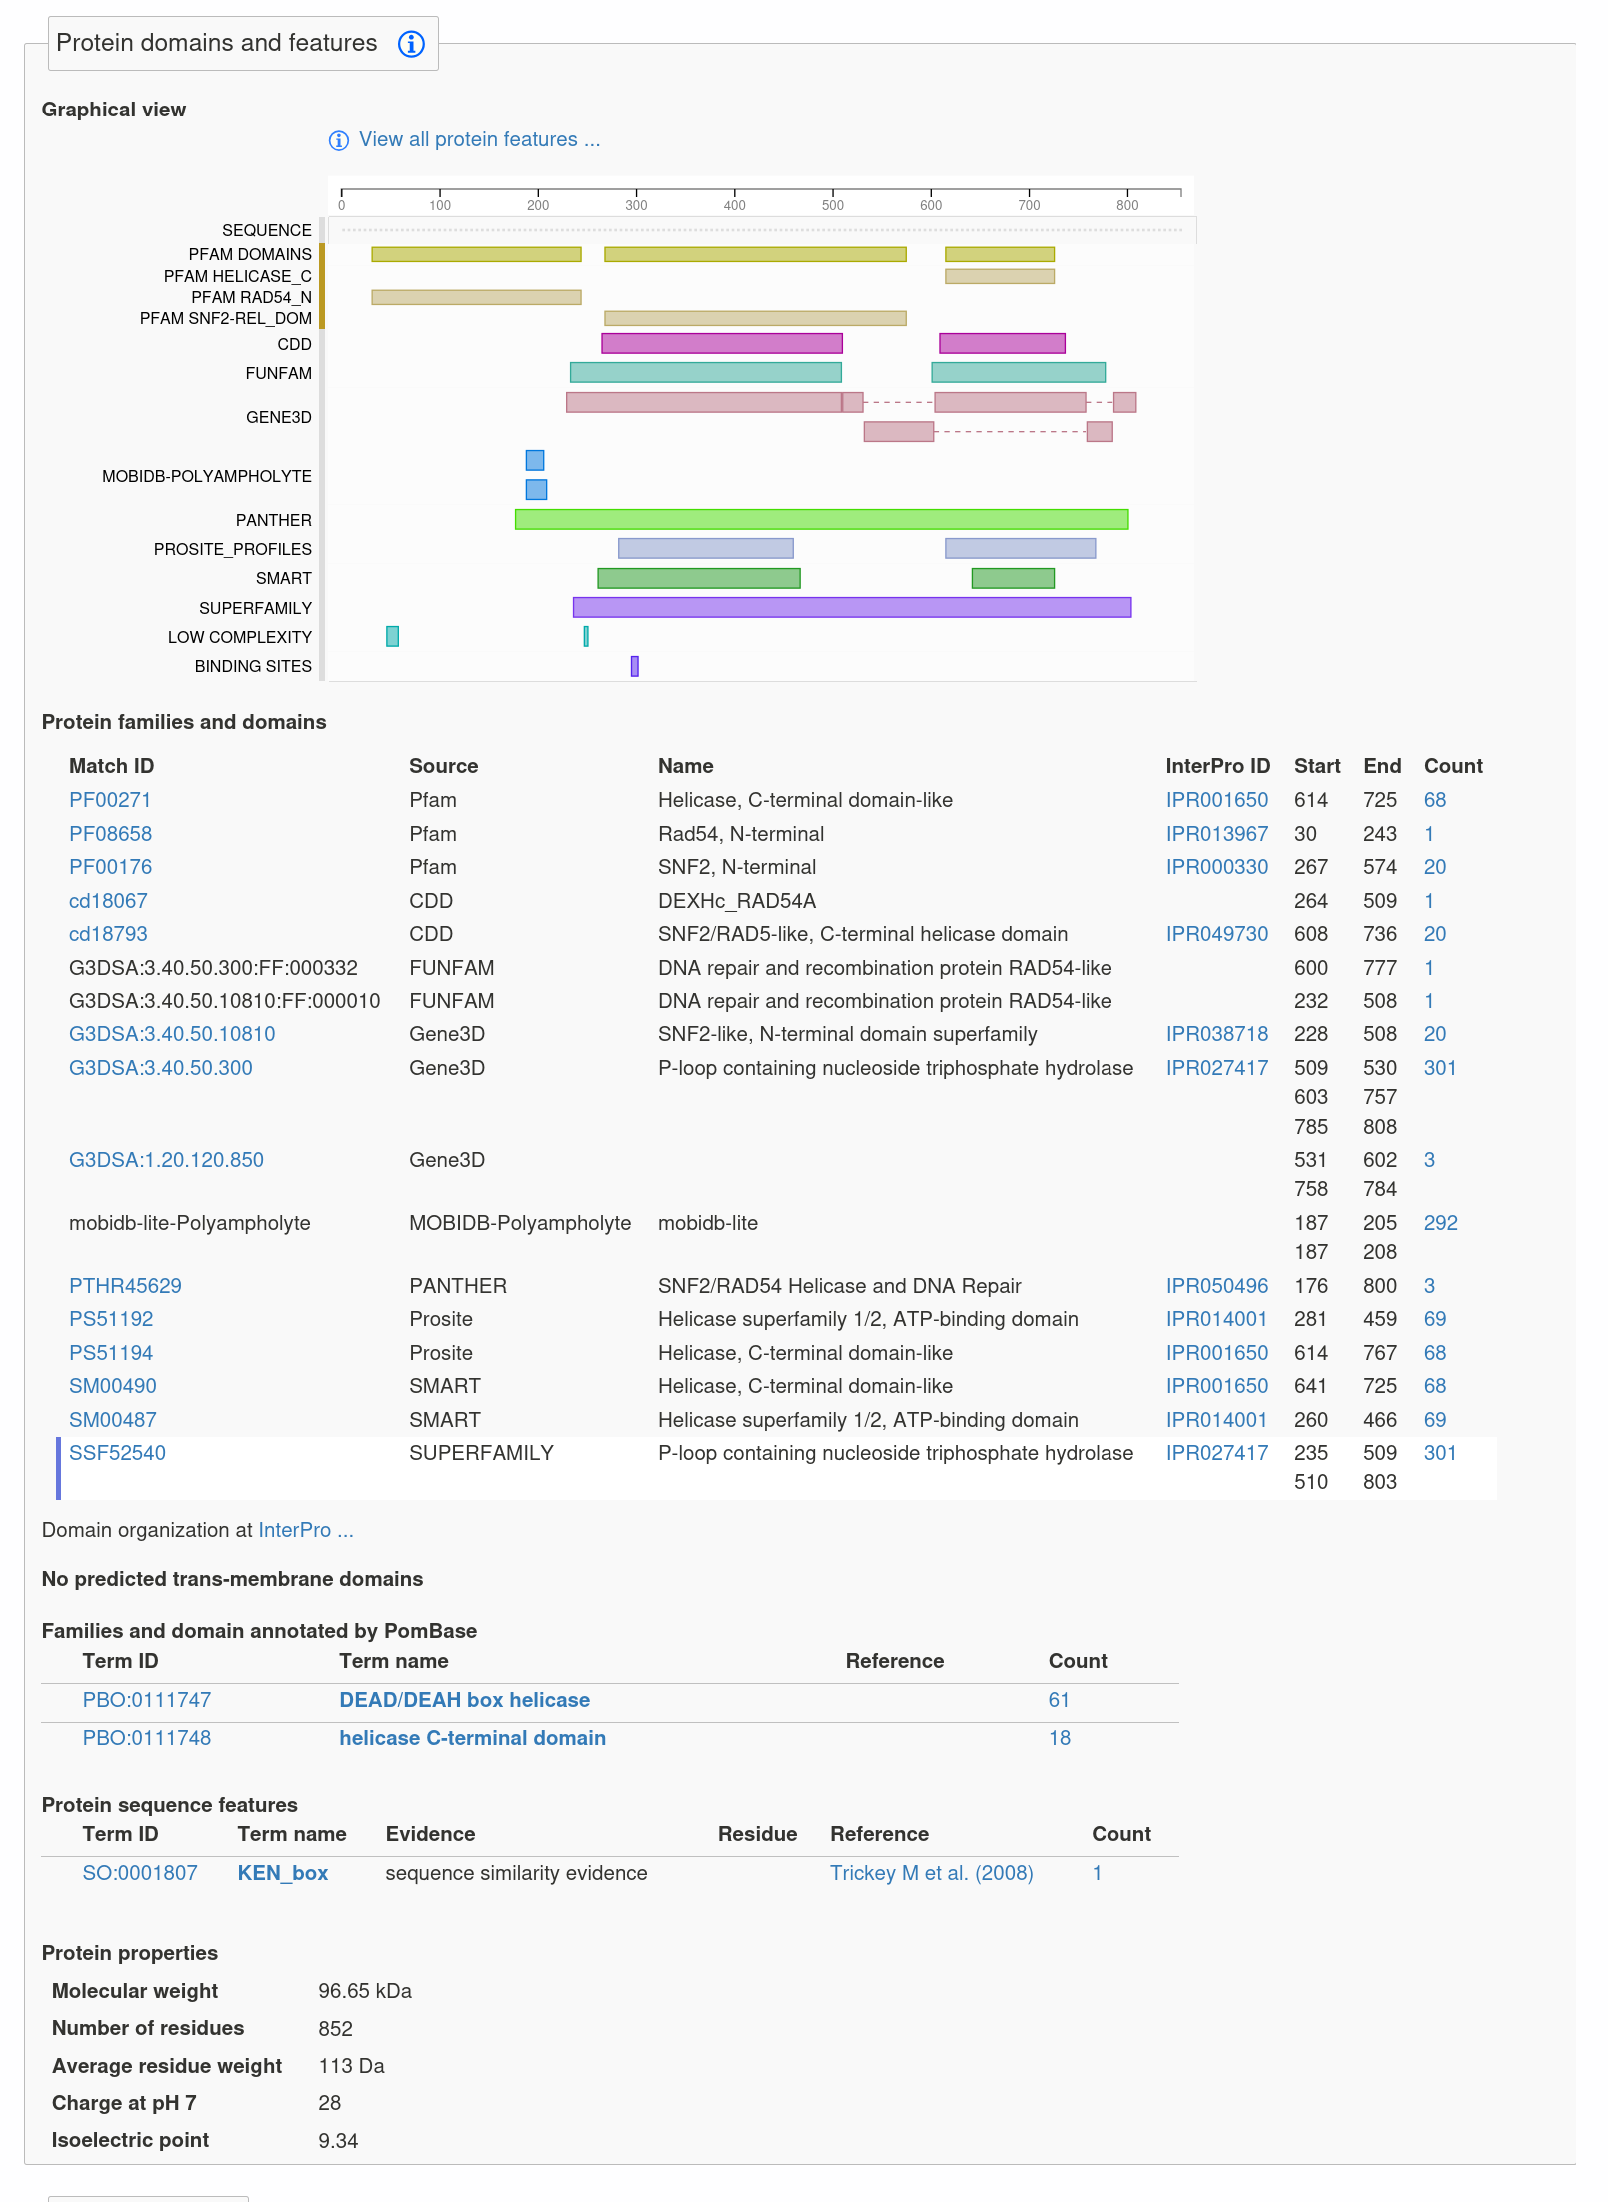 Protein domains and features
Graphical view
View all protein features ...
0 100 200 300 400 500 600 700 800
SEQUENCE
PFAM DOMAINS
PFAM HELICASE_C
PFAM RAD54_N
PFAM SNF2-REL_DOM
CDD
FUNFAM
GENE3D
MOBIDB-POLYAMPHOLYTE
PANTHER
PROSITE_PROFILES
SMART
SUPERFAMILY
LOW COMPLEXITY
BINDING SITES
Protein families and domains
Match ID Source Name InterPro ID Start End Count
PF00271 Pfam Helicase, C-terminal domain-like IPR001650 614 725 68
PF08658 Pfam Rad54, N-terminal IPR013967 30 243 1
PF00176 Pfam SNF2, N-terminal IPR000330 267 574 20
cd18067 CDD DEXHc_RAD54A 264 509 1
cd18793 CDD SNF2/RAD5-like, C-terminal helicase domain IPR049730 608 736 20
G3DSA:3.40.50.300:FF:000332 FUNFAM DNA repair and recombination protein RAD54-like 600 777 1
G3DSA:3.40.50.10810:FF:000010 FUNFAM DNA repair and recombination protein RAD54-like 232 508 1
G3DSA:3.40.50.10810 Gene3D SNF2-like, N-terminal domain superfamily IPR038718 228 508 20
G3DSA:3.40.50.300 Gene3D P-loop containing nucleoside triphosphate hydrolase IPR027417 509 530 301
603 757
785 808
G3DSA:1.20.120.850 Gene3D 531 602 3
758 784
mobidb-lite-Polyampholyte MOBIDB-Polyampholyte mobidb-lite 187 205 292
187 208
PTHR45629 PANTHER SNF2/RAD54 Helicase and DNA Repair IPR050496 176 800 3
PS51192 Prosite Helicase superfamily 1/2, ATP-binding domain IPR014001 281 459 69
PS51194 Prosite Helicase, C-terminal domain-like IPR001650 614 767 68
SM00490 SMART Helicase, C-terminal domain-like IPR001650 641 725 68
SM00487 SMART Helicase superfamily 1/2, ATP-binding domain IPR014001 260 466 69
SSF52540 SUPERFAMILY P-loop containing nucleoside triphosphate hydrolase IPR027417 235 509 301
510 803
Domain organization at InterPro ...
No predicted trans-membrane domains
Families and domain annotated by PomBase
Term ID Term name Reference Count
PBO:0111747 DEAD/DEAH box helicase 61
PBO:0111748 helicase C-terminal domain 18
Protein sequence features
Term ID Term name Evidence Residue Reference Count
SO:0001807 KEN_box sequence similarity evidence Trickey M et al. (2008) 1
Protein properties
Molecular weight 96.65 kDa
Number of residues 852
Average residue weight 113 Da
Charge at pH 7 28
Isoelectric point 9.34